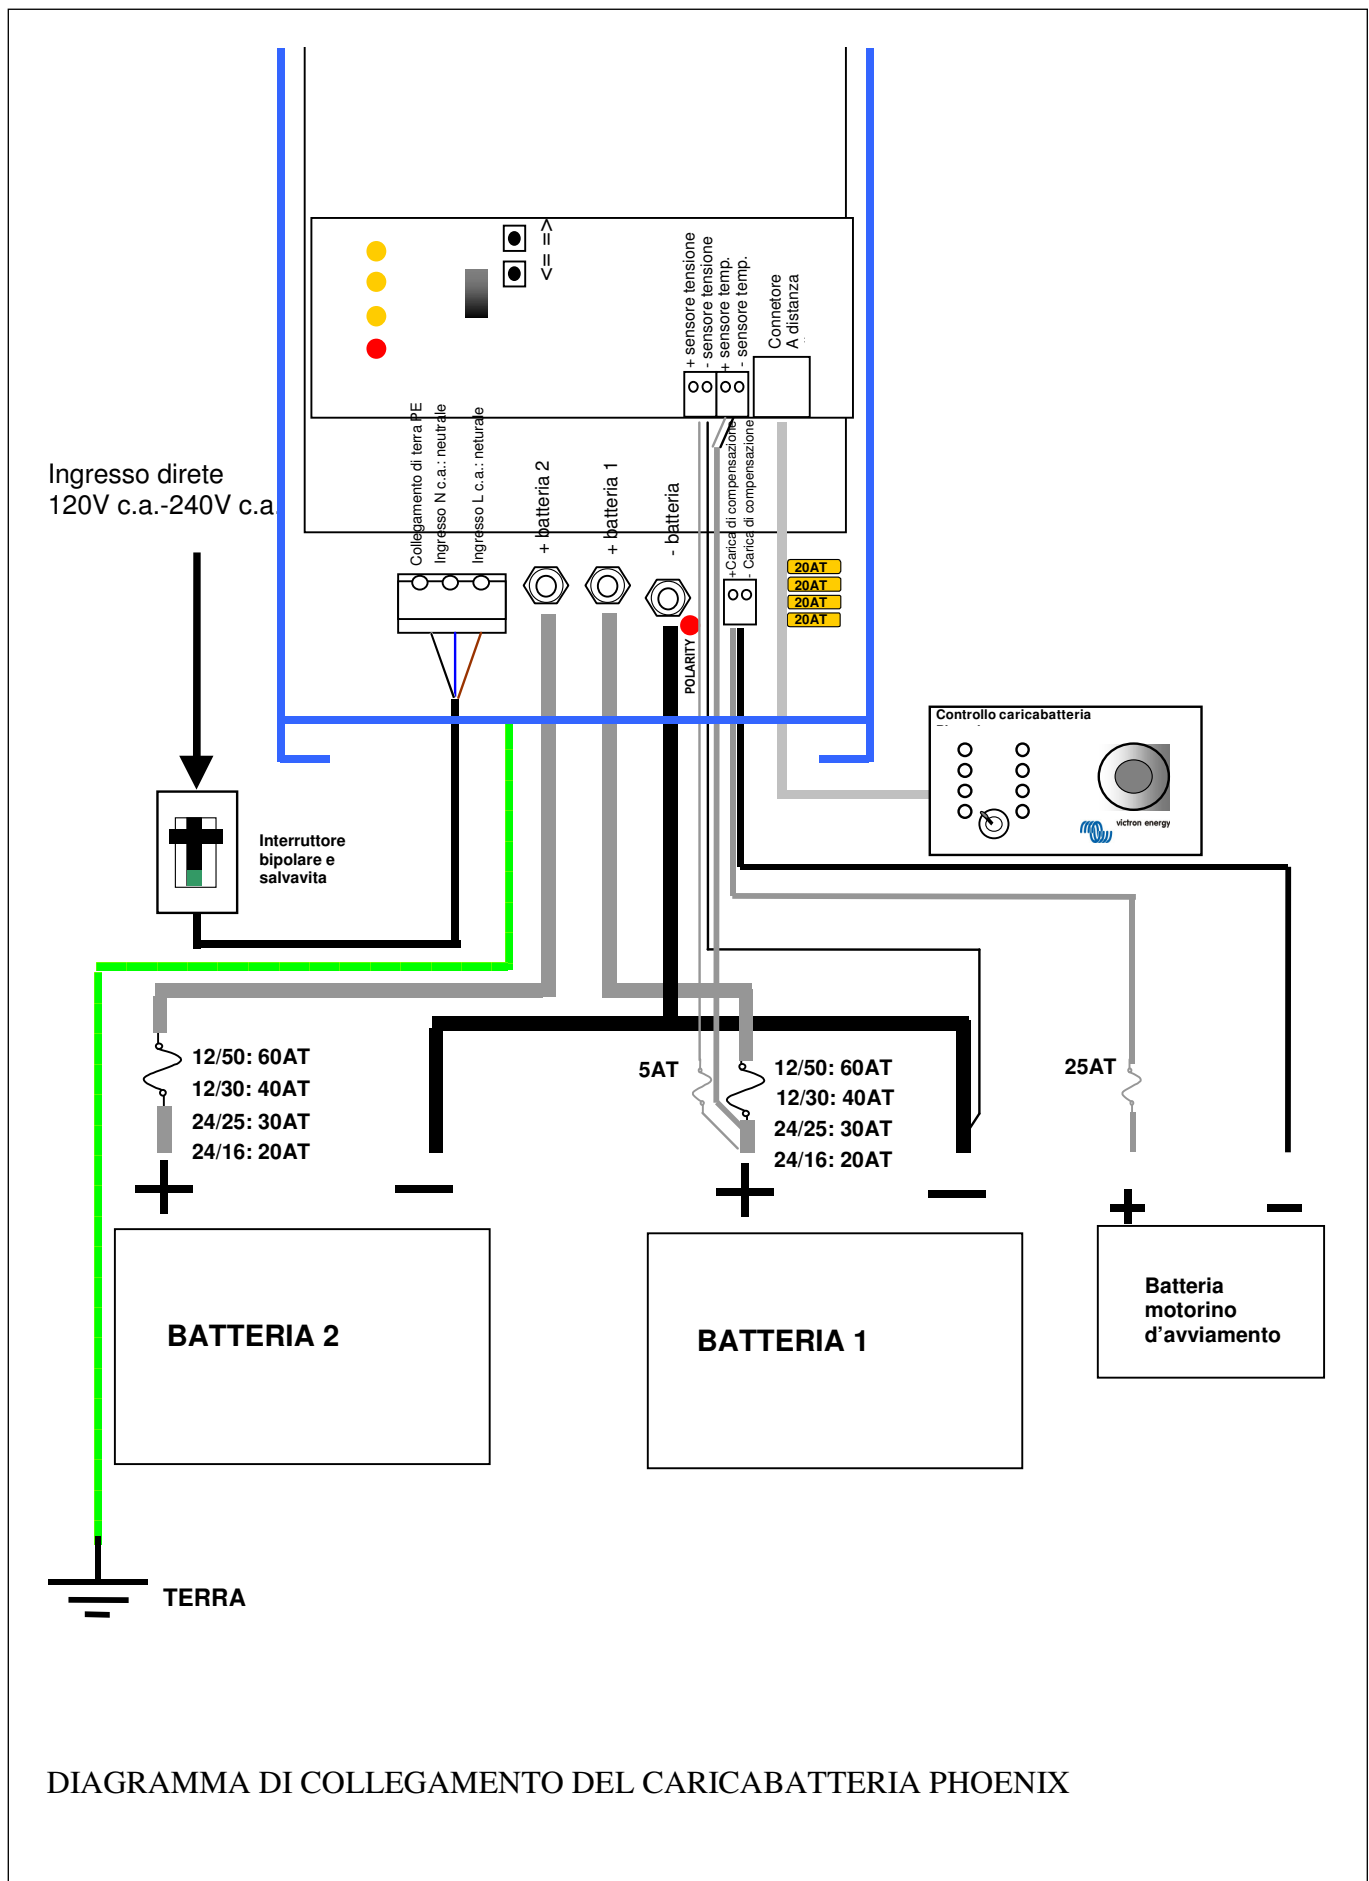 <= =>
+ sensore tensione
- sensore tensione
+ sensore temp.
- sensore temp.
Connetore
A distanza
Collegamento di terra PE
Ingresso N c.a.: neutrale
Ingresso L c.a.: neturale
+ batteria 2
+ batteria 1
- batteria
+Carica di compensazione
- Carica di compensazione
Ingresso direte
120V c.a.-240V c.a.
20AT
20AT
20AT
20AT
POLARITY
Controllo caricabatteria
victron energy
Interruttore
bipolare e
salvavita
12/50: 60AT
12/30: 40AT
24/25: 30AT
24/16: 20AT
5AT
12/50: 60AT
12/30: 40AT
24/25: 30AT
24/16: 20AT
25AT
BATTERIA 2
BATTERIA 1
Batteria
motorino
d'avviamento
TERRA
DIAGRAMMA DI COLLEGAMENTO DEL CARICABATTERIA PHOENIX